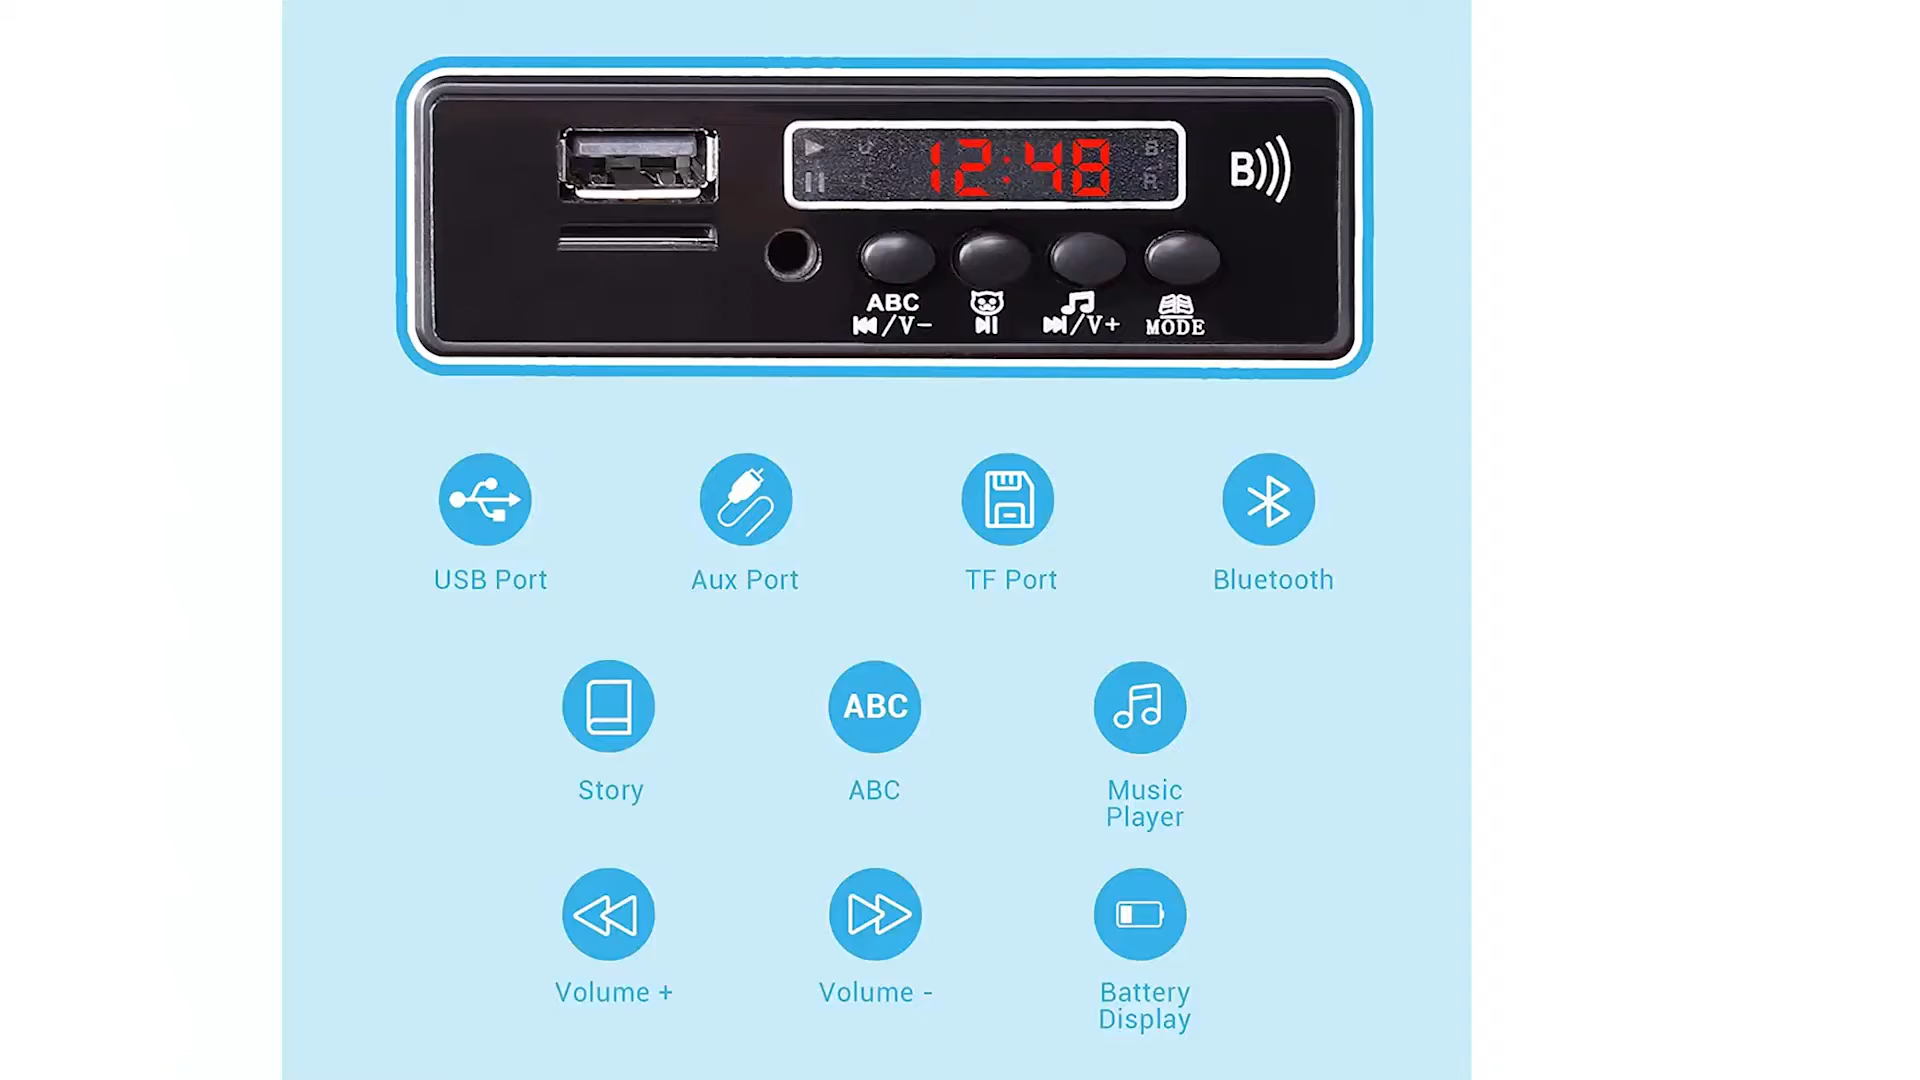 12:48
B
R
B
ABC
/V-
/V+
MODE
USB Port
Aux Port
TF Port
Bluetooth
Story
ABC
ABC
Music
Player
Volume +
Volume -
Battery
Display